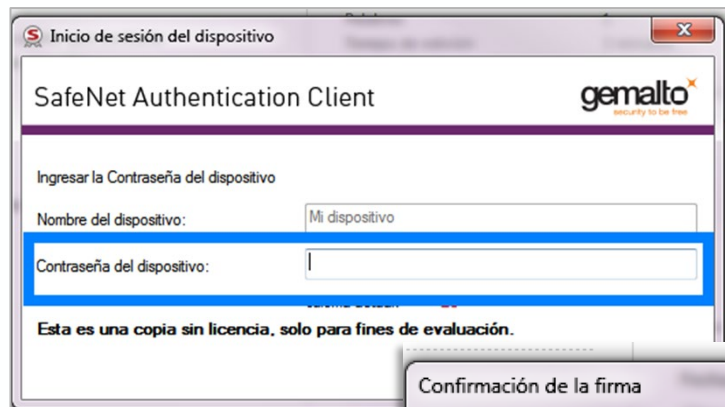 Inicio de sesión del dispositivo
SafeNet Authentication Client
gemalto
security to be free
Ingresar la Contraseña del dispositivo
Nombre del dispositivo: Mi dispositivo
Contraseña del dispositivo:
Esta es una copia sin licencia, solo para fines de evaluación.
Confirmación de la firma